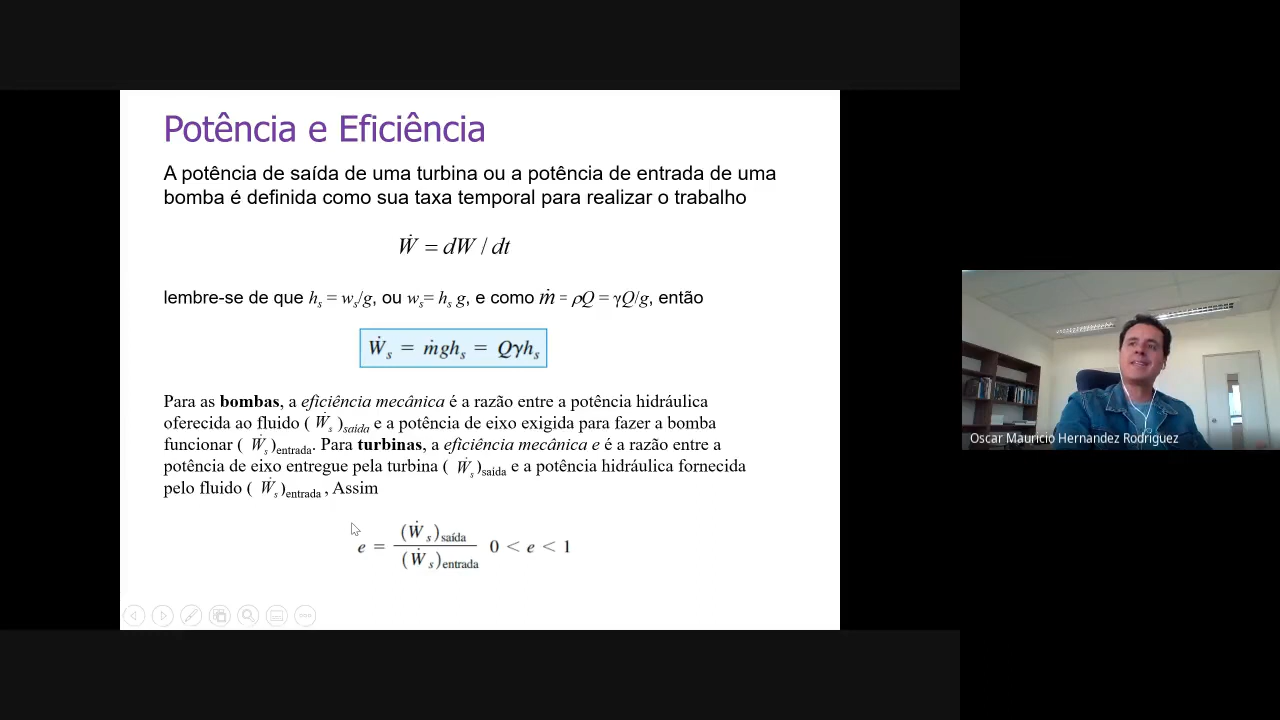 Potência e Eficiência
A potência de saída de uma turbina ou a potência de entrada de uma
bomba é definida como sua taxa temporal para realizar o trabalho
Ẇ = dW / dt
lembre-se de que hₛ = wₛ/g, ou wₛ= hₛ g, e como ṁ = ρQ = γQ/g, então
Ẇₛ = ṁghₛ = Qγhₛ
Para as bombas, a eficiência mecânica é a razão entre a potência hidráulica
oferecida ao fluido ( Ẇₛ )saída e a potência de eixo exigida para fazer a bomba
funcionar ( Ẇₛ )entrada. Para turbinas, a eficiência mecânica e é a razão entre a
potência de eixo entregue pela turbina ( Ẇₛ )saída e a potência hidráulica fornecida
pelo fluido ( Ẇₛ )entrada , Assim
e = (Ẇₛ)saída / (Ẇₛ)entrada 0 < e < 1
Oscar Mauricio Hernandez Rodriguez